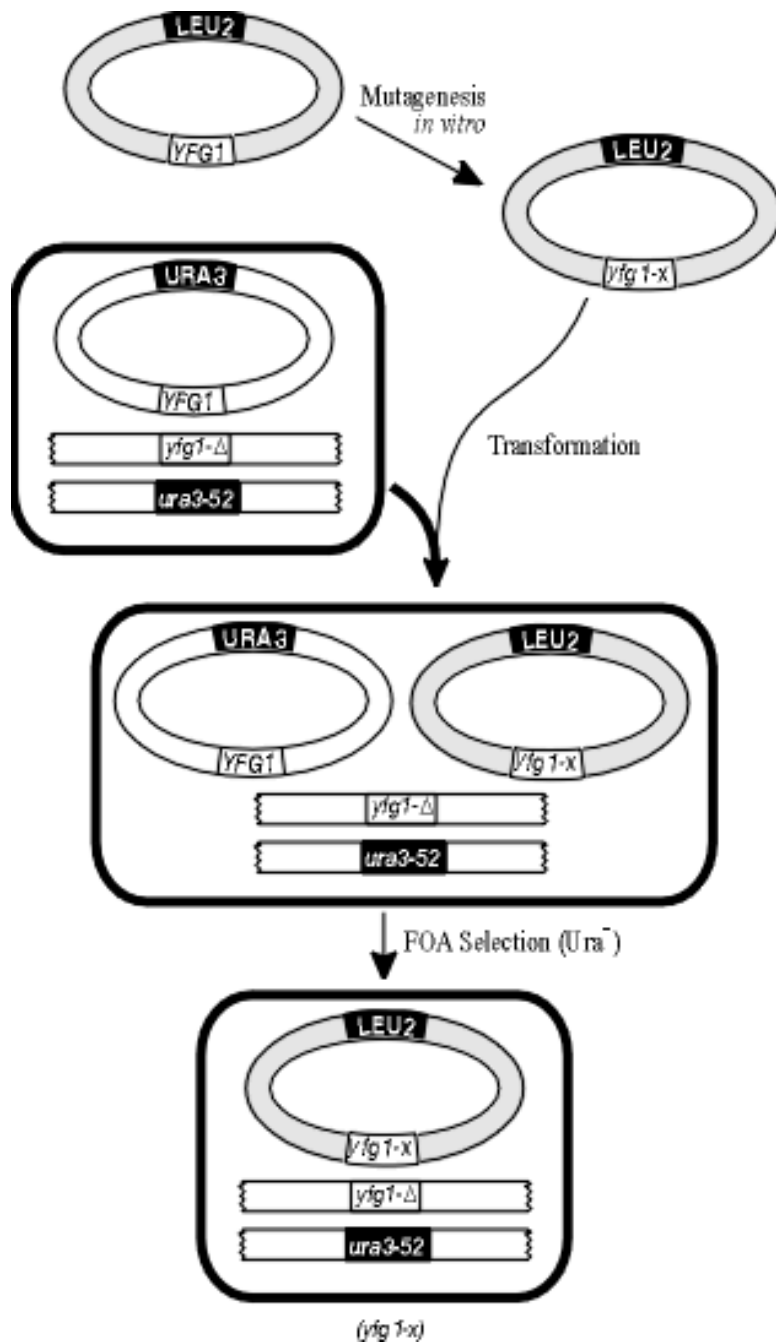 LEU2
YFG1
Mutagenesis
in vitro
LEU2
yfg1-x
URA3
YFG1
yfg1-Δ
ura3-52
Transformation
URA3
YFG1
LEU2
yfg1-x
yfg1-Δ
ura3-52
FOA Selection (Ura⁻)
LEU2
yfg1-x
yfg1-Δ
ura3-52
(yfg1-x)